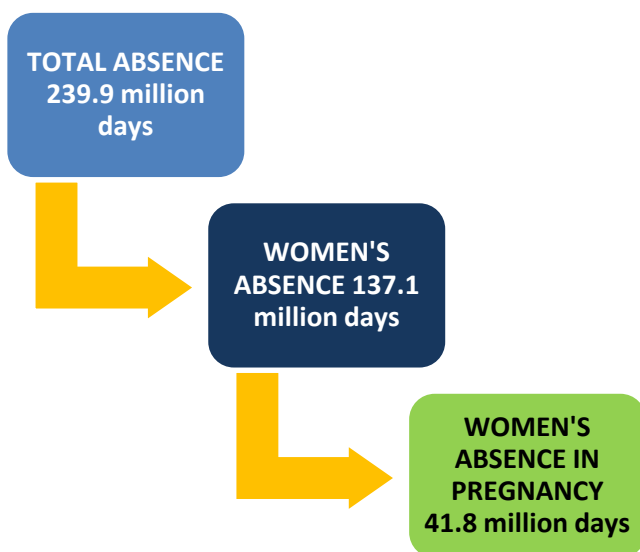 TOTAL ABSENCE
239.9 million
days
WOMEN'S
ABSENCE 137.1
million days
WOMEN'S
ABSENCE IN
PREGNANCY
41.8 million days